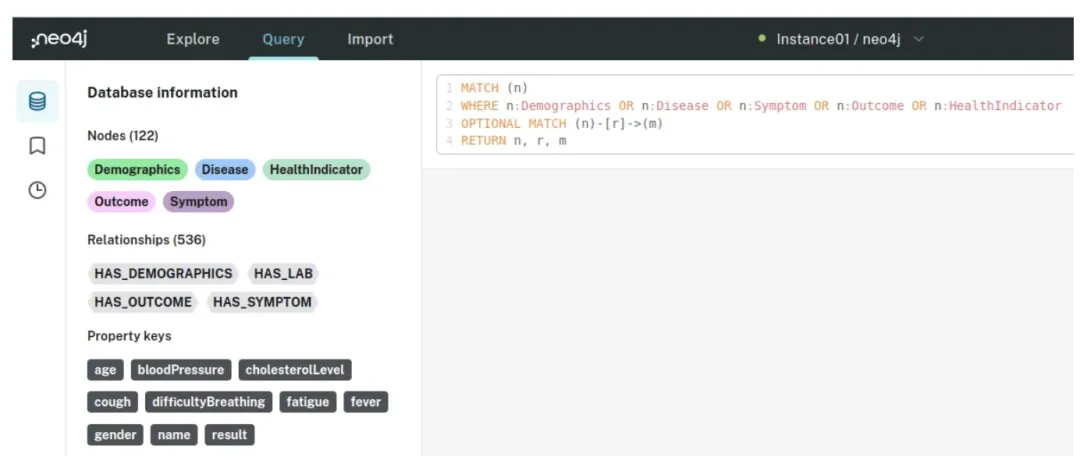 :neo4j Explore Query Import Instance01 / neo4j
Database information
Nodes (122)
Demographics Disease HealthIndicator
Outcome Symptom
Relationships (536)
HAS_DEMOGRAPHICS HAS_LAB
HAS_OUTCOME HAS_SYMPTOM
Property keys
age bloodPressure cholesterolLevel
cough difficultyBreathing fatigue fever
gender name result
1 MATCH (n)
2 WHERE n:Demographics OR n:Disease OR n:Symptom OR n:Outcome OR n:HealthIndicator
3 OPTIONAL MATCH (n)-[r]->(m)
4 RETURN n, r, m